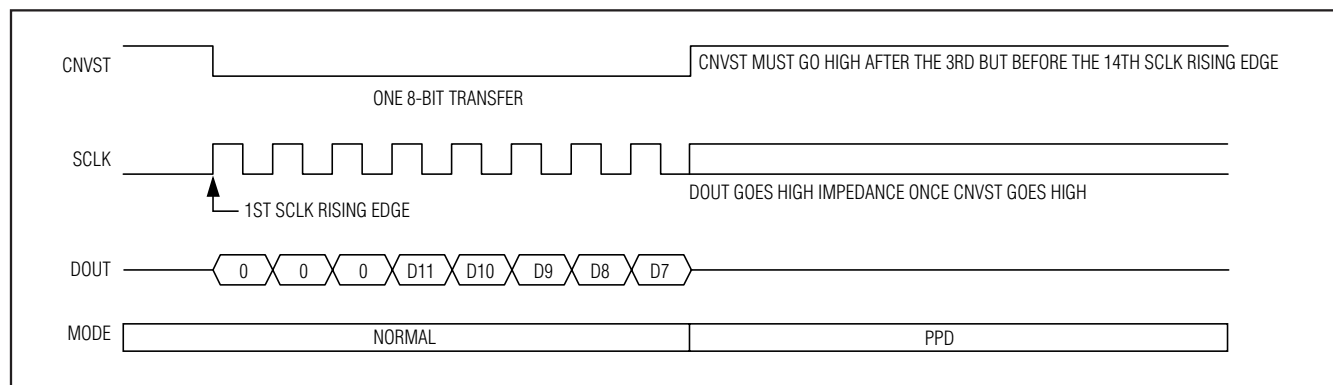 CNVST
CNVST MUST GO HIGH AFTER THE 3RD BUT BEFORE THE 14TH SCLK RISING EDGE
ONE 8-BIT TRANSFER
SCLK
DOUT GOES HIGH IMPEDANCE ONCE CNVST GOES HIGH
1ST SCLK RISING EDGE
DOUT 0 0 0 D11 D10 D9 D8 D7
MODE NORMAL PPD